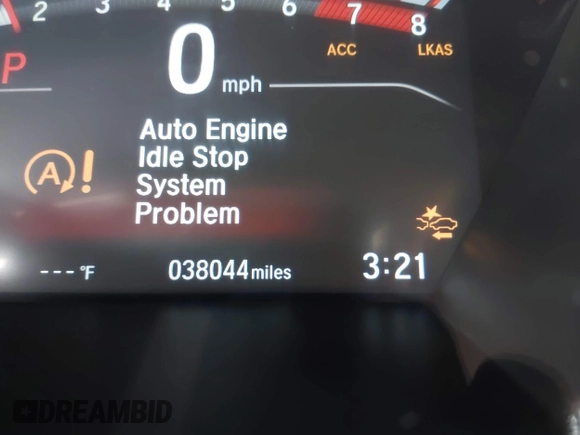 2 3 4 5 6 7 8
P
0 mph
ACC LKAS
Auto Engine
Idle Stop
System
Problem
A !
---°F 038044 miles 3:21
DREAMBID